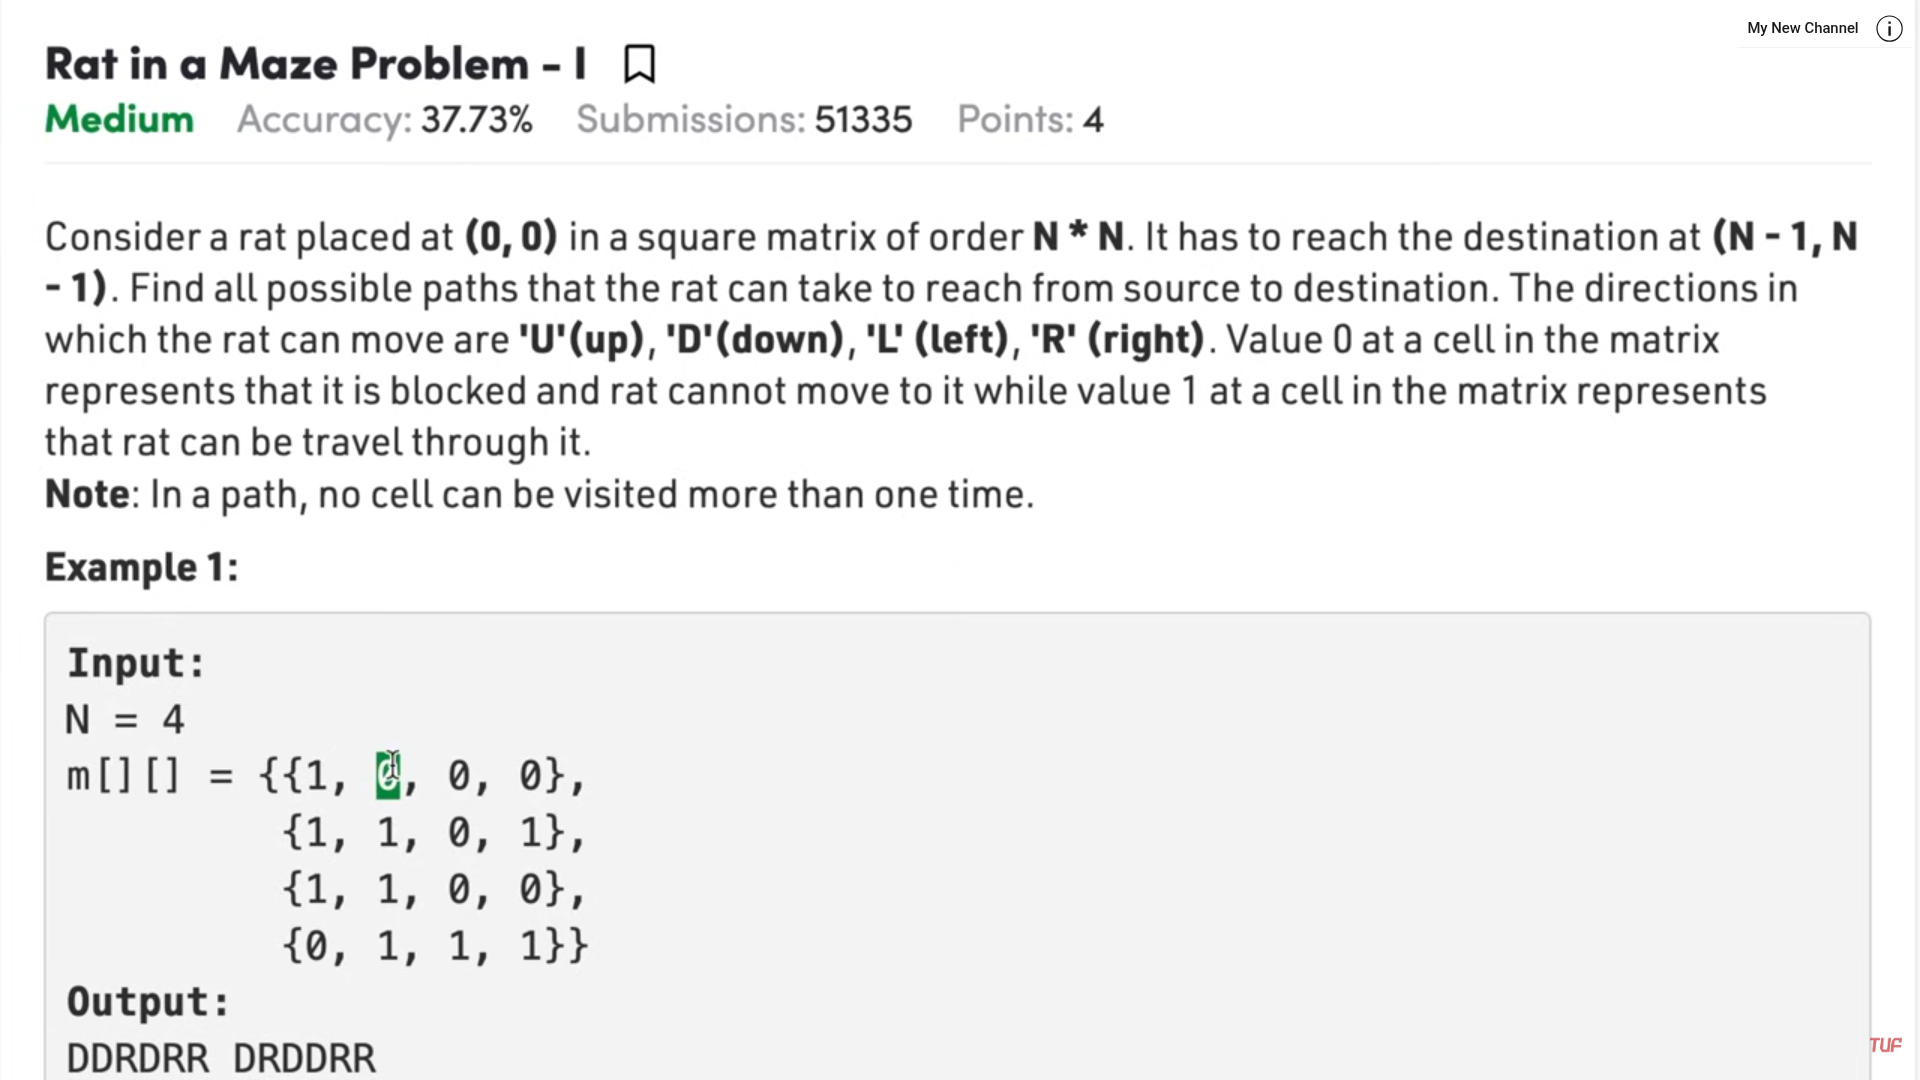 My New Channel
Rat in a Maze Problem - I
Medium Accuracy: 37.73% Submissions: 51335 Points: 4
Consider a rat placed at (0, 0) in a square matrix of order N * N. It has to reach the destination at (N - 1, N
- 1). Find all possible paths that the rat can take to reach from source to destination. The directions in
which the rat can move are 'U'(up), 'D'(down), 'L' (left), 'R' (right). Value 0 at a cell in the matrix
represents that it is blocked and rat cannot move to it while value 1 at a cell in the matrix represents
that rat can be travel through it.
Note: In a path, no cell can be visited more than one time.
Example 1:
Input:
N = 4
m[][] = {{1, 0, 0, 0},
{1, 1, 0, 1},
{1, 1, 0, 0},
{0, 1, 1, 1}}
Output:
DDRDRR DRDDRR
TUF